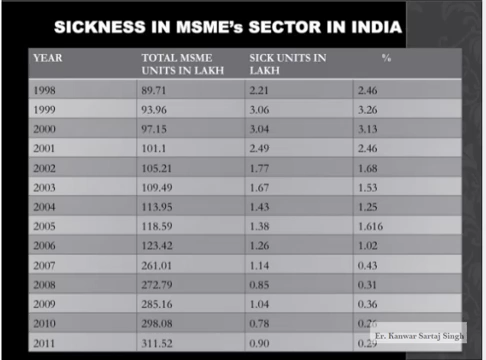 SICKNESS IN MSME's SECTOR IN INDIA
YEAR TOTAL MSME UNITS IN LAKH SICK UNITS IN LAKH %
1998 89.71 2.21 2.46
1999 93.96 3.06 3.26
2000 97.15 3.04 3.13
2001 101.1 2.49 2.46
2002 105.21 1.77 1.68
2003 109.49 1.67 1.53
2004 113.95 1.43 1.25
2005 118.59 1.38 1.616
2006 123.42 1.26 1.02
2007 261.01 1.14 0.43
2008 272.79 0.85 0.31
2009 285.16 1.04 0.36
2010 298.08 0.78 0.26
2011 311.52 0.90 0.29
Er. Kanwar Sartaj Singh